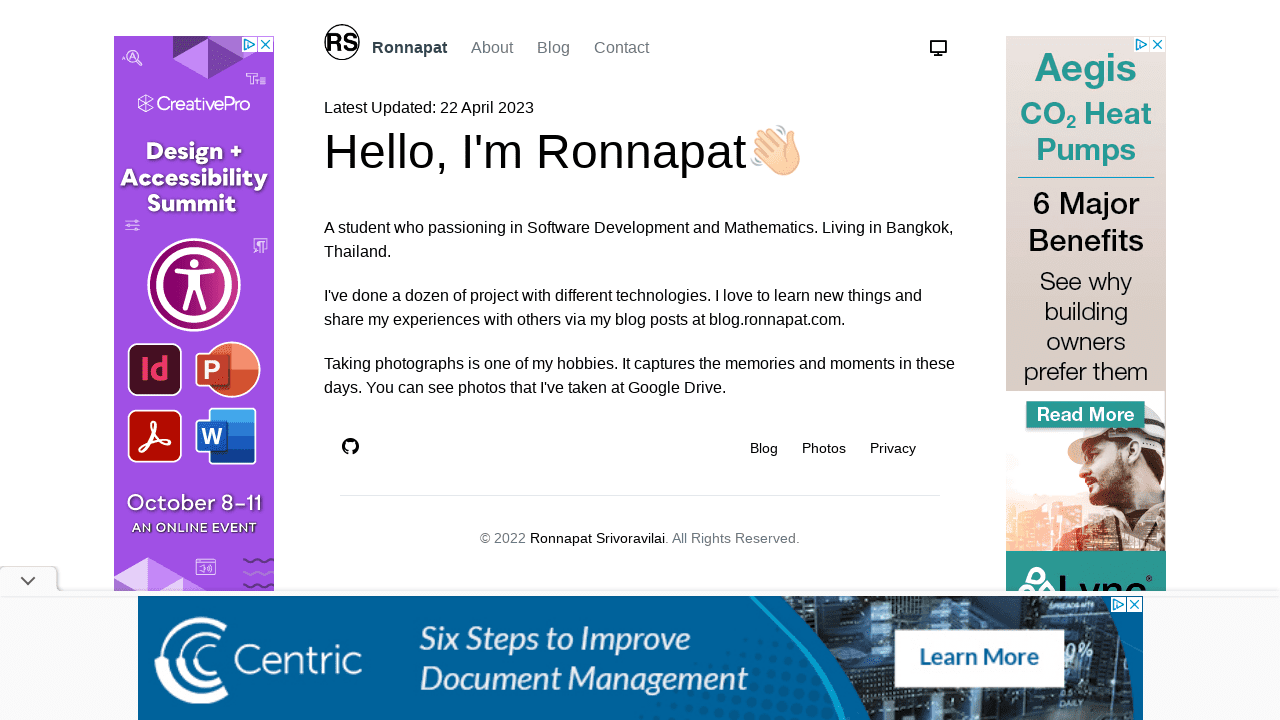 RS Ronnapat About Blog Contact
Latest Updated: 22 April 2023
Hello, I'm Ronnapat
A student who passioning in Software Development and Mathematics. Living in Bangkok,
Thailand.
I've done a dozen of project with different technologies. I love to learn new things and
share my experiences with others via my blog posts at blog.ronnapat.com.
Taking photographs is one of my hobbies. It captures the memories and moments in these
days. You can see photos that I've taken at Google Drive.
Blog Photos Privacy
© 2022 Ronnapat Srivoravilai. All Rights Reserved.
CreativePro
Design +
Accessibility
Summit
Id
P
W
October 8–11
AN ONLINE EVENT
Aegis
CO₂ Heat
Pumps
6 Major
Benefits
See why
building
owners
prefer them
Read More
Centric
Six Steps to Improve
Document Management
Learn More